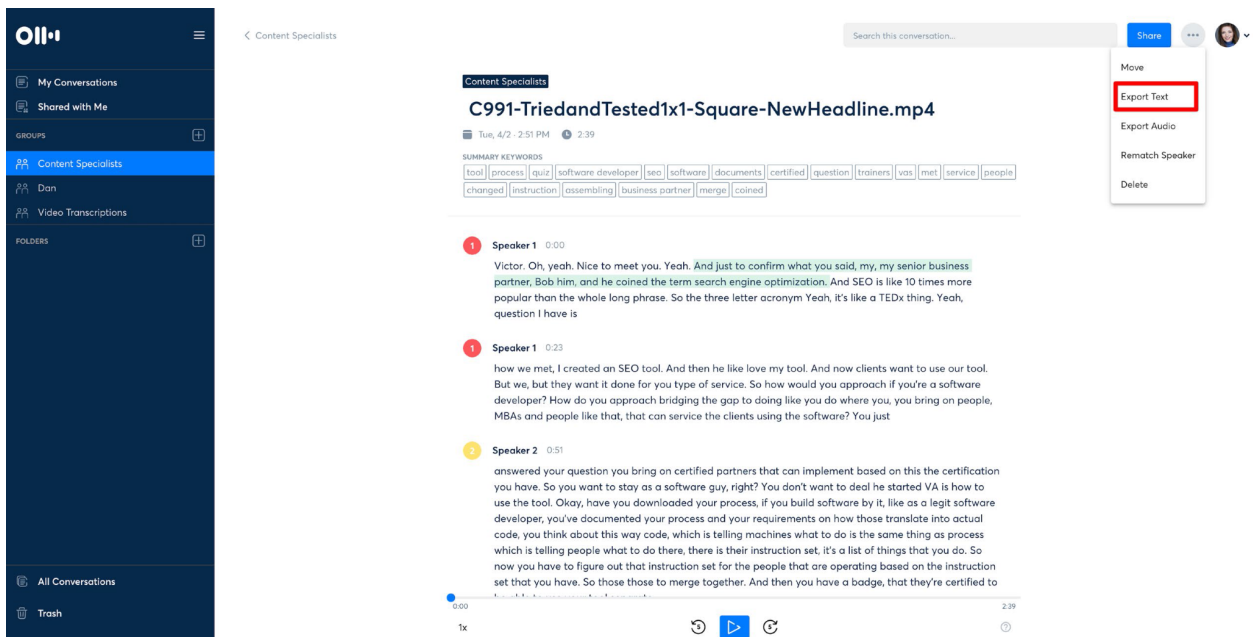 Content Specialists
Search this conversation...
Share
My Conversations
Shared with Me
GROUPS
Content Specialists
Dan
Video Transcriptions
FOLDERS
All Conversations
Trash
Move
Export Text
Export Audio
Rematch Speaker
Delete
Content Specialists
C991-TriedandTested1x1-Square-NewHeadline.mp4
Tue, 4/2 · 2:51 PM 2:39
SUMMARY KEYWORDS
tool process quiz software developer seo software documents certified question trainers vas met service people
changed instruction assembling business partner merge coined
1 Speaker 1 0:00
Victor. Oh, yeah. Nice to meet you. Yeah. And just to confirm what you said, my, my senior business
partner, Bob him, and he coined the term search engine optimization. And SEO is like 10 times more
popular than the whole long phrase. So the three letter acronym Yeah, it's like a TEDx thing. Yeah,
question I have is
1 Speaker 1 0:23
how we met, I created an SEO tool. And then he like love my tool. And now clients want to use our tool.
But we, but they want it done for you type of service. So how would you approach if you're a software
developer? How do you approach bridging the gap to doing like you do where you, you bring on people,
MBAs and people like that, that can service the clients using the software? You just
2 Speaker 2 0:51
answered your question you bring on certified partners that can implement based on this the certification
you have. So you want to stay as a software guy, right? You don't want to deal he started VA is how to
use the tool. Okay, have you downloaded your process, if you build software by it, like as a legit software
developer, you've documented your process and your requirements on how those translate into actual
code, you think about this way code, which is telling machines what to do is the same thing as process
which is telling people what to do there, there is their instruction set, it's a list of things that you do. So
now you have to figure out that instruction set for the people that are operating based on the instruction
set that you have. So those those to merge together. And then you have a badge, that they're certified to
0:00 2:39
1x 5 5